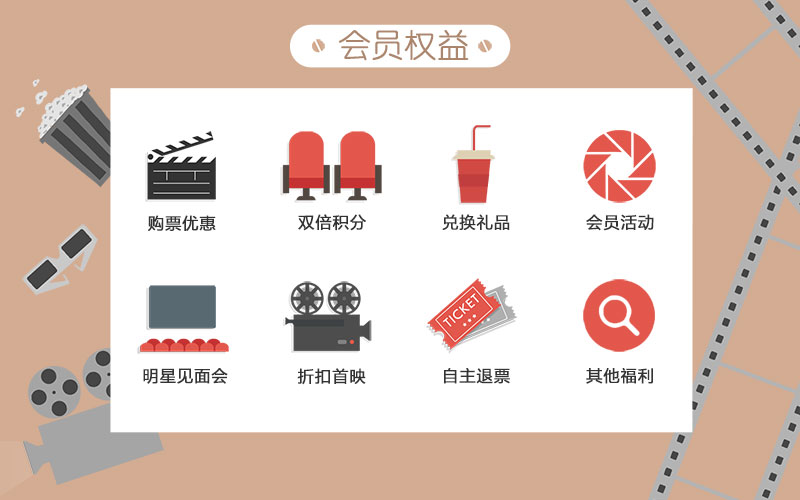 会员权益
购票优惠
双倍积分
兑换礼品
会员活动
TICKET
明星见面会
折扣首映
自主退票
其他福利